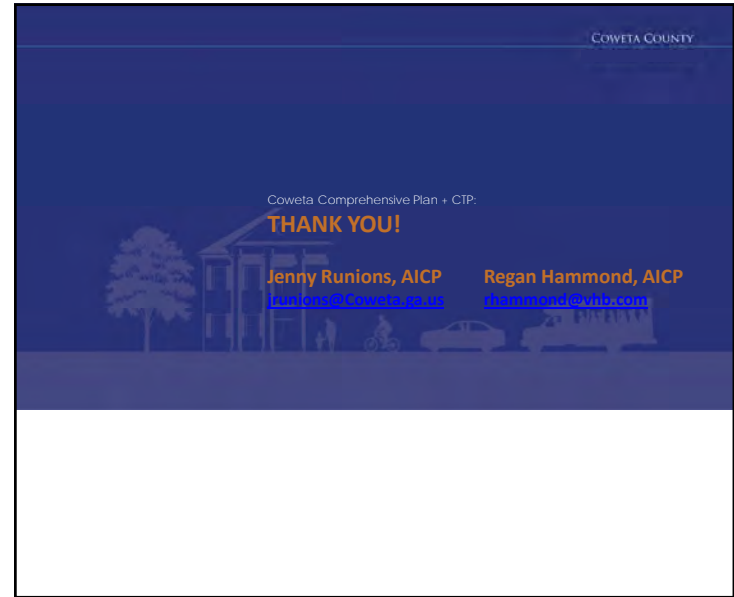 COWETA COUNTY
Coweta Comprehensive Plan + CTP:
THANK YOU!
Jenny Runions, AICP
jrunions@Coweta.ga.us
Regan Hammond, AICP
rhammond@vhb.com